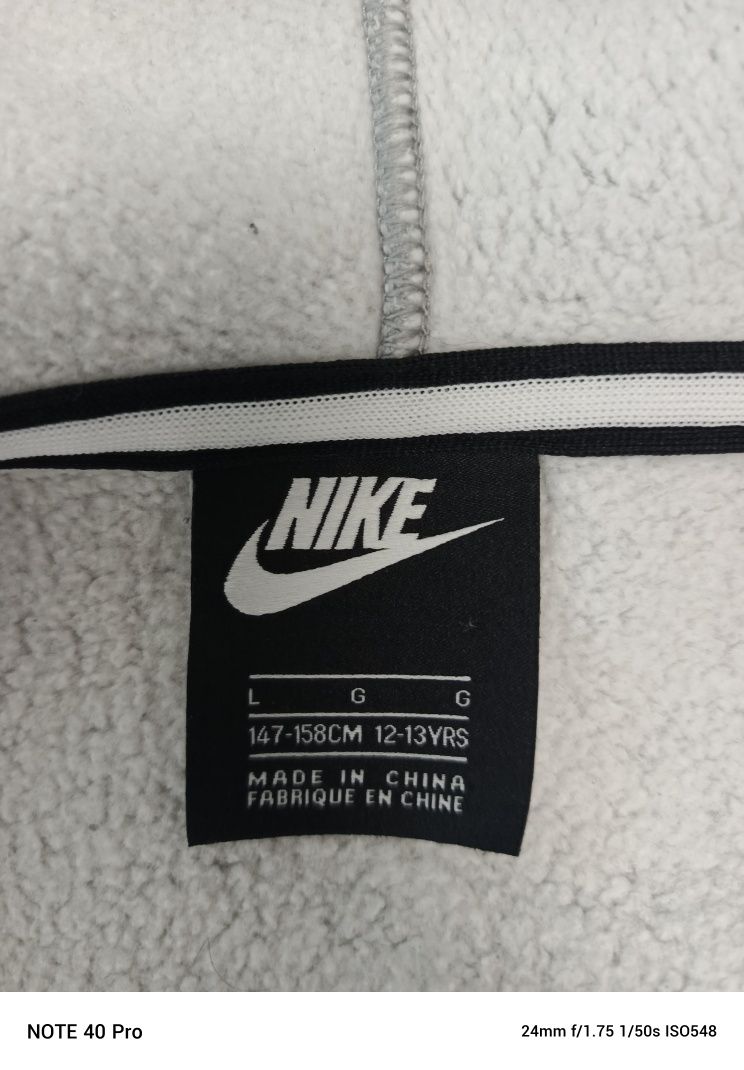 NIKE
L G G
147-158CM 12-13YRS
MADE IN CHINA
FABRIQUE EN CHINE
NOTE 40 Pro 24mm f/1.75 1/50s ISO548